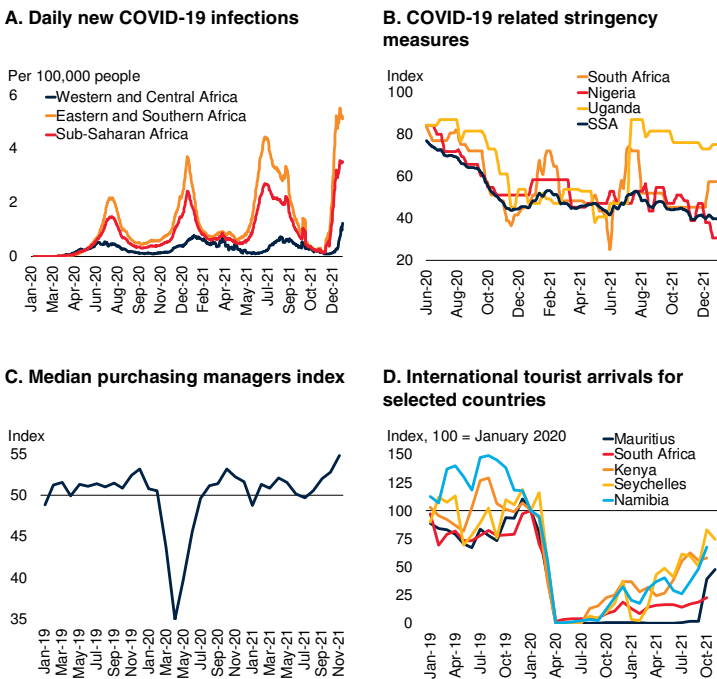 A. Daily new COVID-19 infections
Per 100,000 people
6
4
2
0
Western and Central Africa
Eastern and Southern Africa
Sub-Saharan Africa
Jan-20
Mar-20
Apr-20
Jun-20
Aug-20
Sep-20
Nov-20
Dec-20
Feb-21
Apr-21
May-21
Jul-21
Sep-21
Oct-21
Dec-21
B. COVID-19 related stringency
measures
Index
100
80
60
40
20
South Africa
Nigeria
Uganda
SSA
Jun-20
Aug-20
Oct-20
Dec-20
Feb-21
Apr-21
Jun-21
Aug-21
Oct-21
Dec-21
C. Median purchasing managers index
Index
55
50
45
40
35
Jan-19
Mar-19
May-19
Jul-19
Sep-19
Nov-19
Jan-20
Mar-20
May-20
Jul-20
Sep-20
Nov-20
Jan-21
Mar-21
May-21
Jul-21
Sep-21
Nov-21
D. International tourist arrivals for
selected countries
Index, 100 = January 2020
150
125
100
75
50
25
0
Mauritius
South Africa
Kenya
Seychelles
Namibia
Jan-19
Apr-19
Jul-19
Oct-19
Jan-20
Apr-20
Jul-20
Oct-20
Jan-21
Apr-21
Jul-21
Oct-21